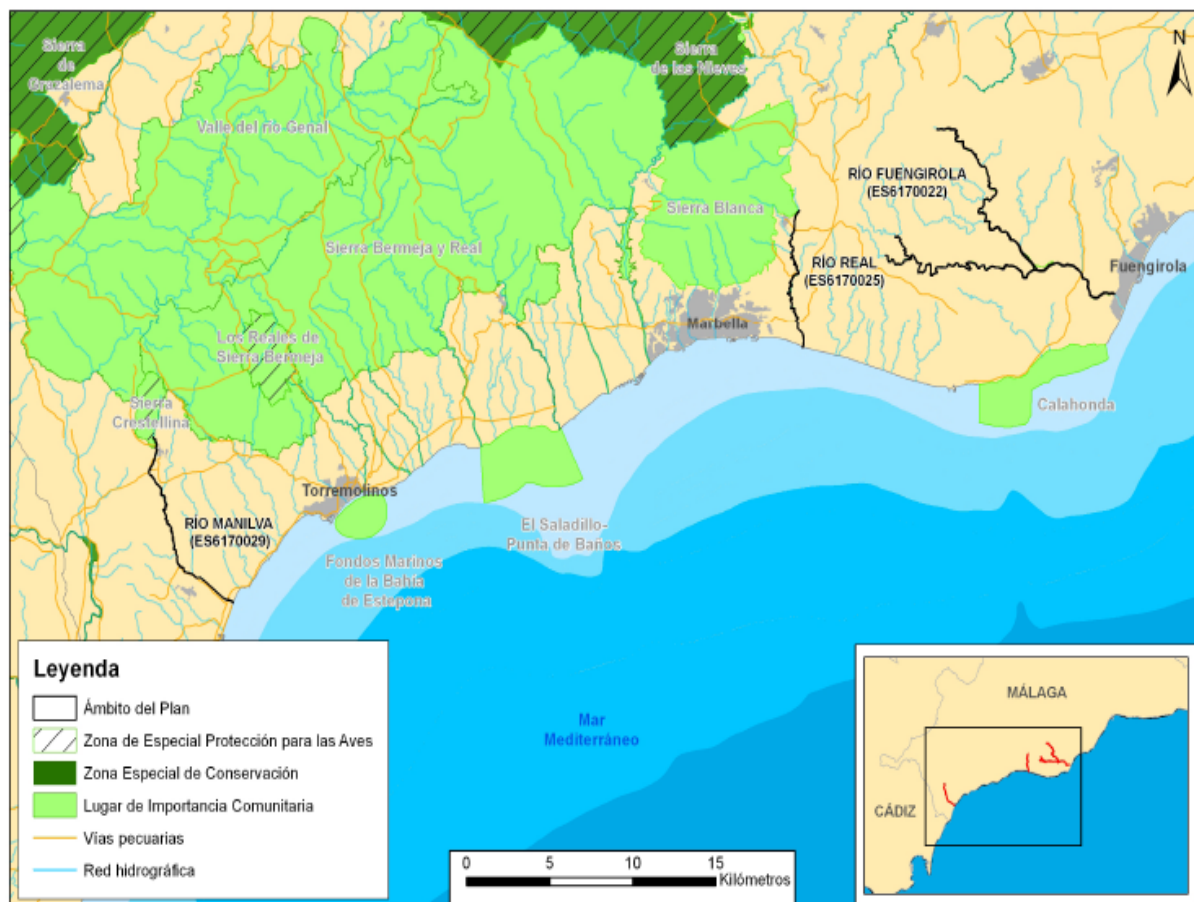 Sierra
de
Grazalema
Sierra
de las Nieves
N
Valle del río Genal
RÍO FUENGIROLA
(ES6170022)
Sierra Blanca
Sierra Bermeja y Real
RÍO REAL
(ES6170025)
Fuengirola
Marbella
Los Reales de
Sierra Bermeja
Sierra
Crestellina
Calahonda
Torremolinos
RÍO MANILVA
(ES6170029)
El Saladillo-
Punta de Baños
Fondos Marinos
de la Bahía
de Estepona
Mar
Mediterráneo
Leyenda
Ámbito del Plan
Zona de Especial Protección para las Aves
Zona Especial de Conservación
Lugar de Importancia Comunitaria
Vías pecuarias
Red hidrográfica
0 5 10 15
Kilómetros
MÁLAGA
CÁDIZ